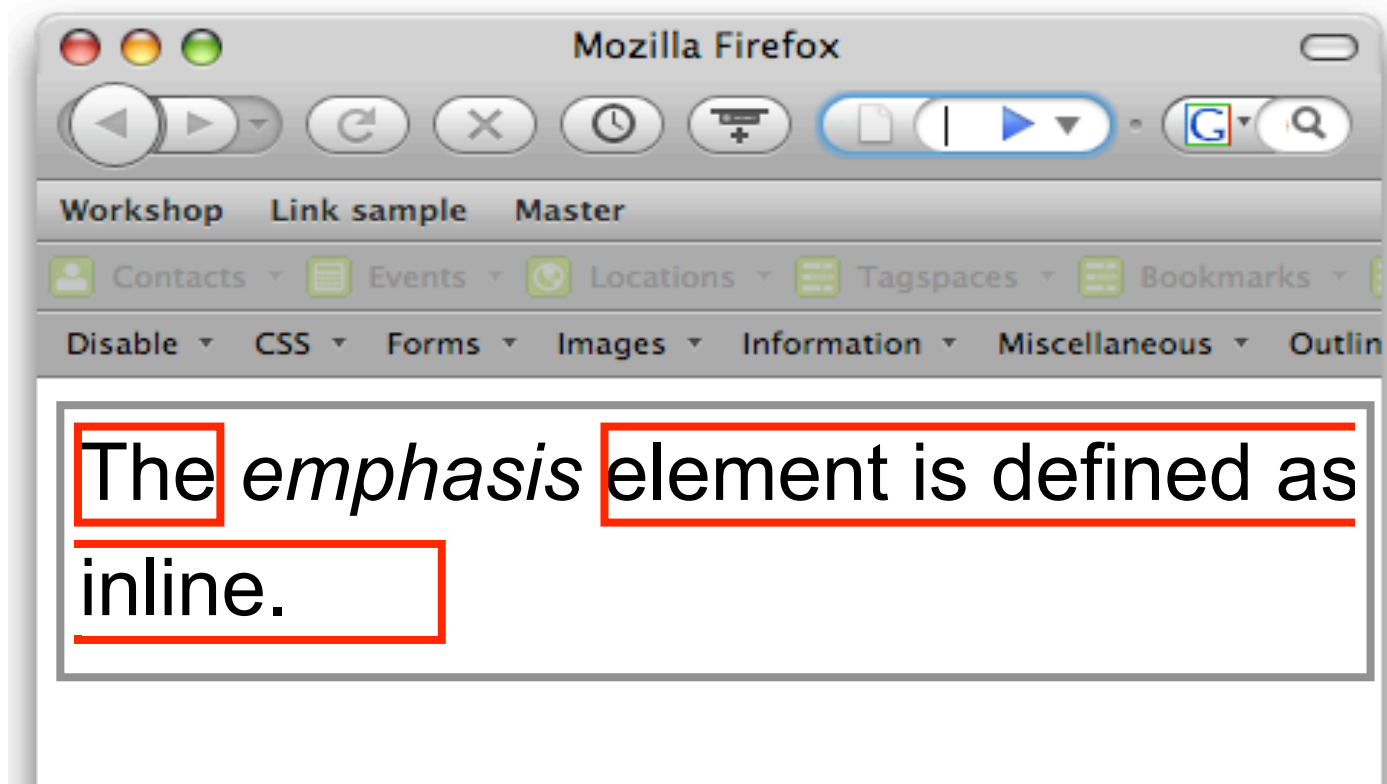 Mozilla Firefox
G
Workshop Link sample Master
Contacts Events Locations Tagspaces Bookmarks
Disable CSS Forms Images Information Miscellaneous Outlin
The emphasis element is defined as
inline.